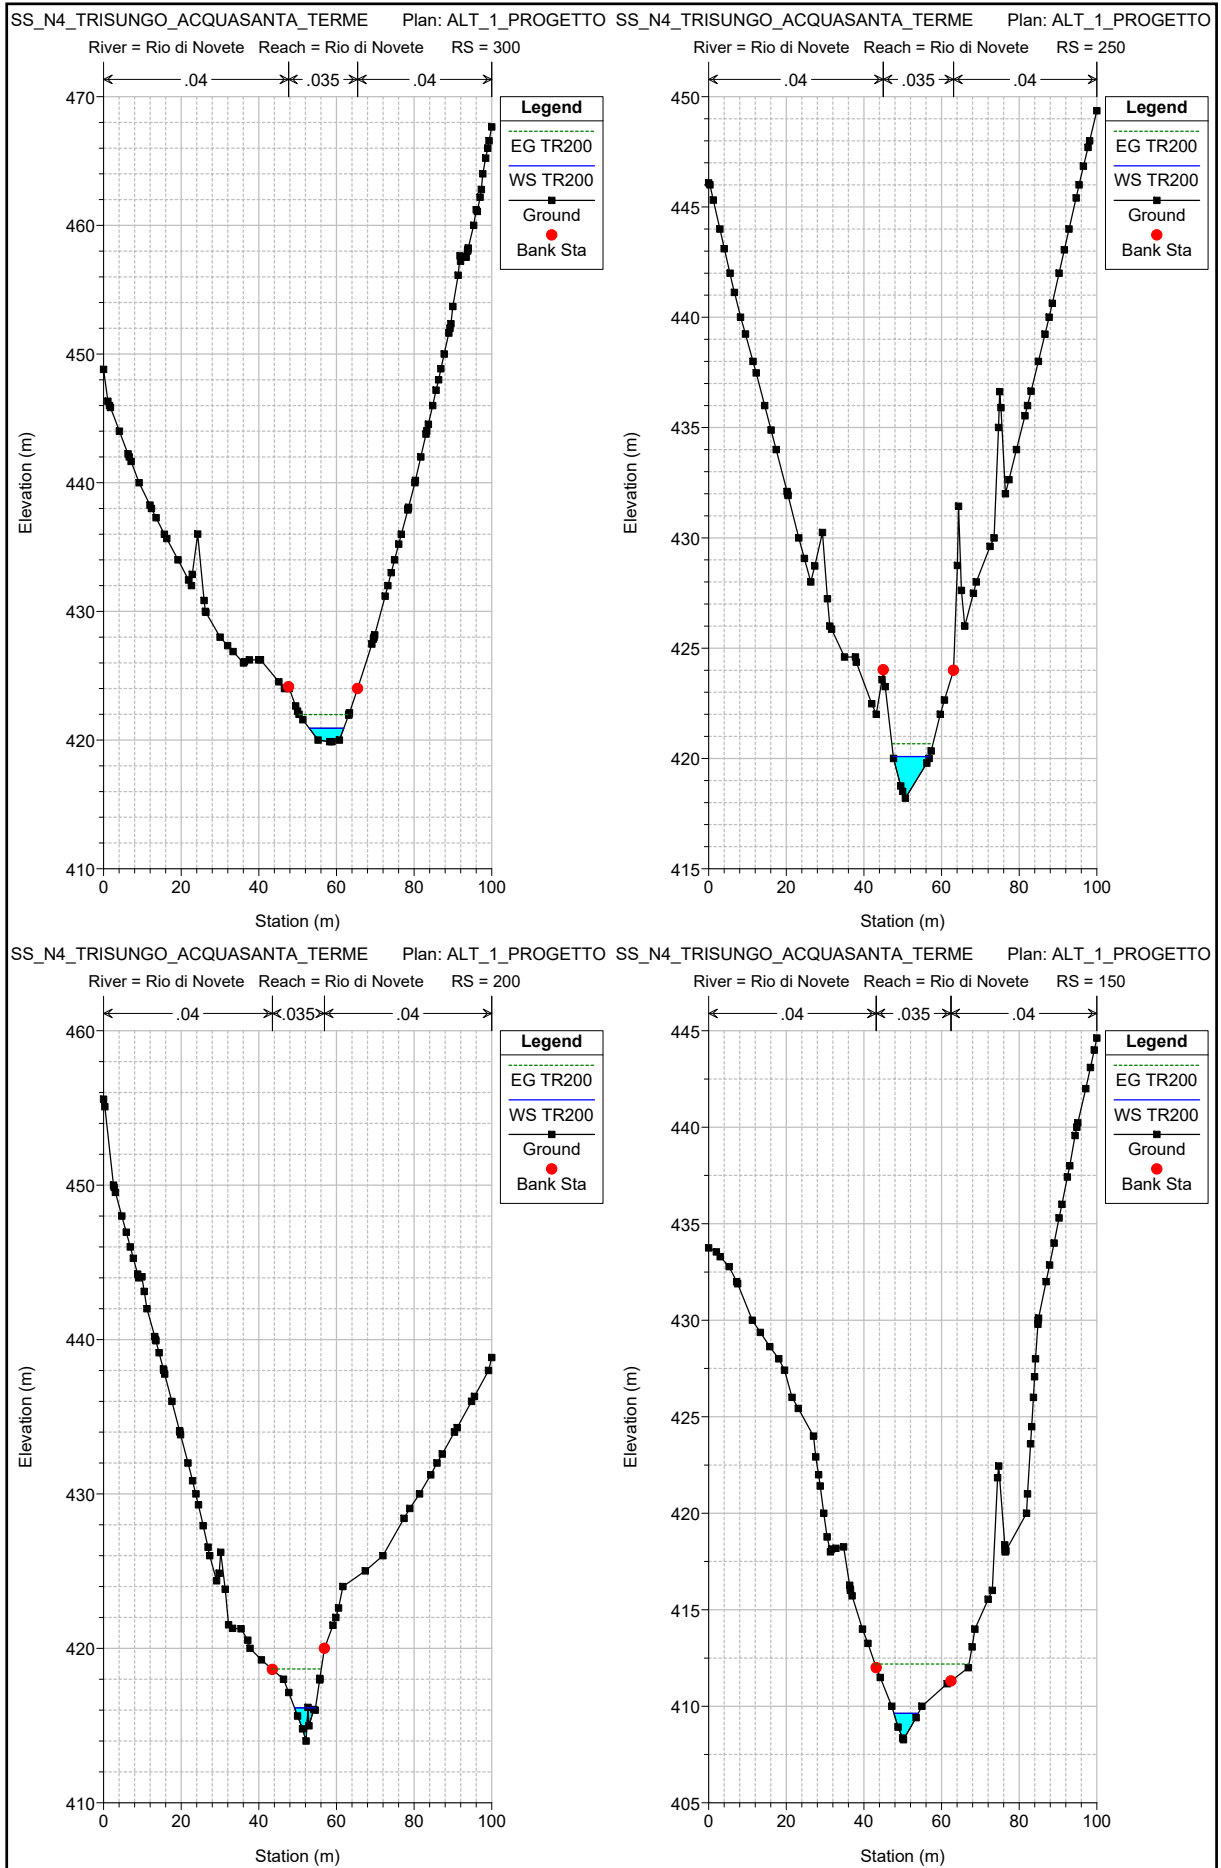 SS_N4_TRISUNGO_ACQUASANTA_TERME Plan: ALT_1_PROGETTO
River = Rio di Novete Reach = Rio di Novete RS = 300
.04 .035 .04
Legend
EG TR200
WS TR200
Ground
Bank Sta
470
460
450
440
430
420
410
Elevation (m)
0 20 40 60 80 100
Station (m)
SS_N4_TRISUNGO_ACQUASANTA_TERME Plan: ALT_1_PROGETTO
River = Rio di Novete Reach = Rio di Novete RS = 250
.04 .035 .04
Legend
EG TR200
WS TR200
Ground
Bank Sta
450
445
440
435
430
425
420
415
Elevation (m)
0 20 40 60 80 100
Station (m)
SS_N4_TRISUNGO_ACQUASANTA_TERME Plan: ALT_1_PROGETTO
River = Rio di Novete Reach = Rio di Novete RS = 200
.04 .035 .04
Legend
EG TR200
WS TR200
Ground
Bank Sta
460
450
440
430
420
410
Elevation (m)
0 20 40 60 80 100
Station (m)
SS_N4_TRISUNGO_ACQUASANTA_TERME Plan: ALT_1_PROGETTO
River = Rio di Novete Reach = Rio di Novete RS = 150
.04 .035 .04
Legend
EG TR200
WS TR200
Ground
Bank Sta
445
440
435
430
425
420
415
410
405
Elevation (m)
0 20 40 60 80 100
Station (m)